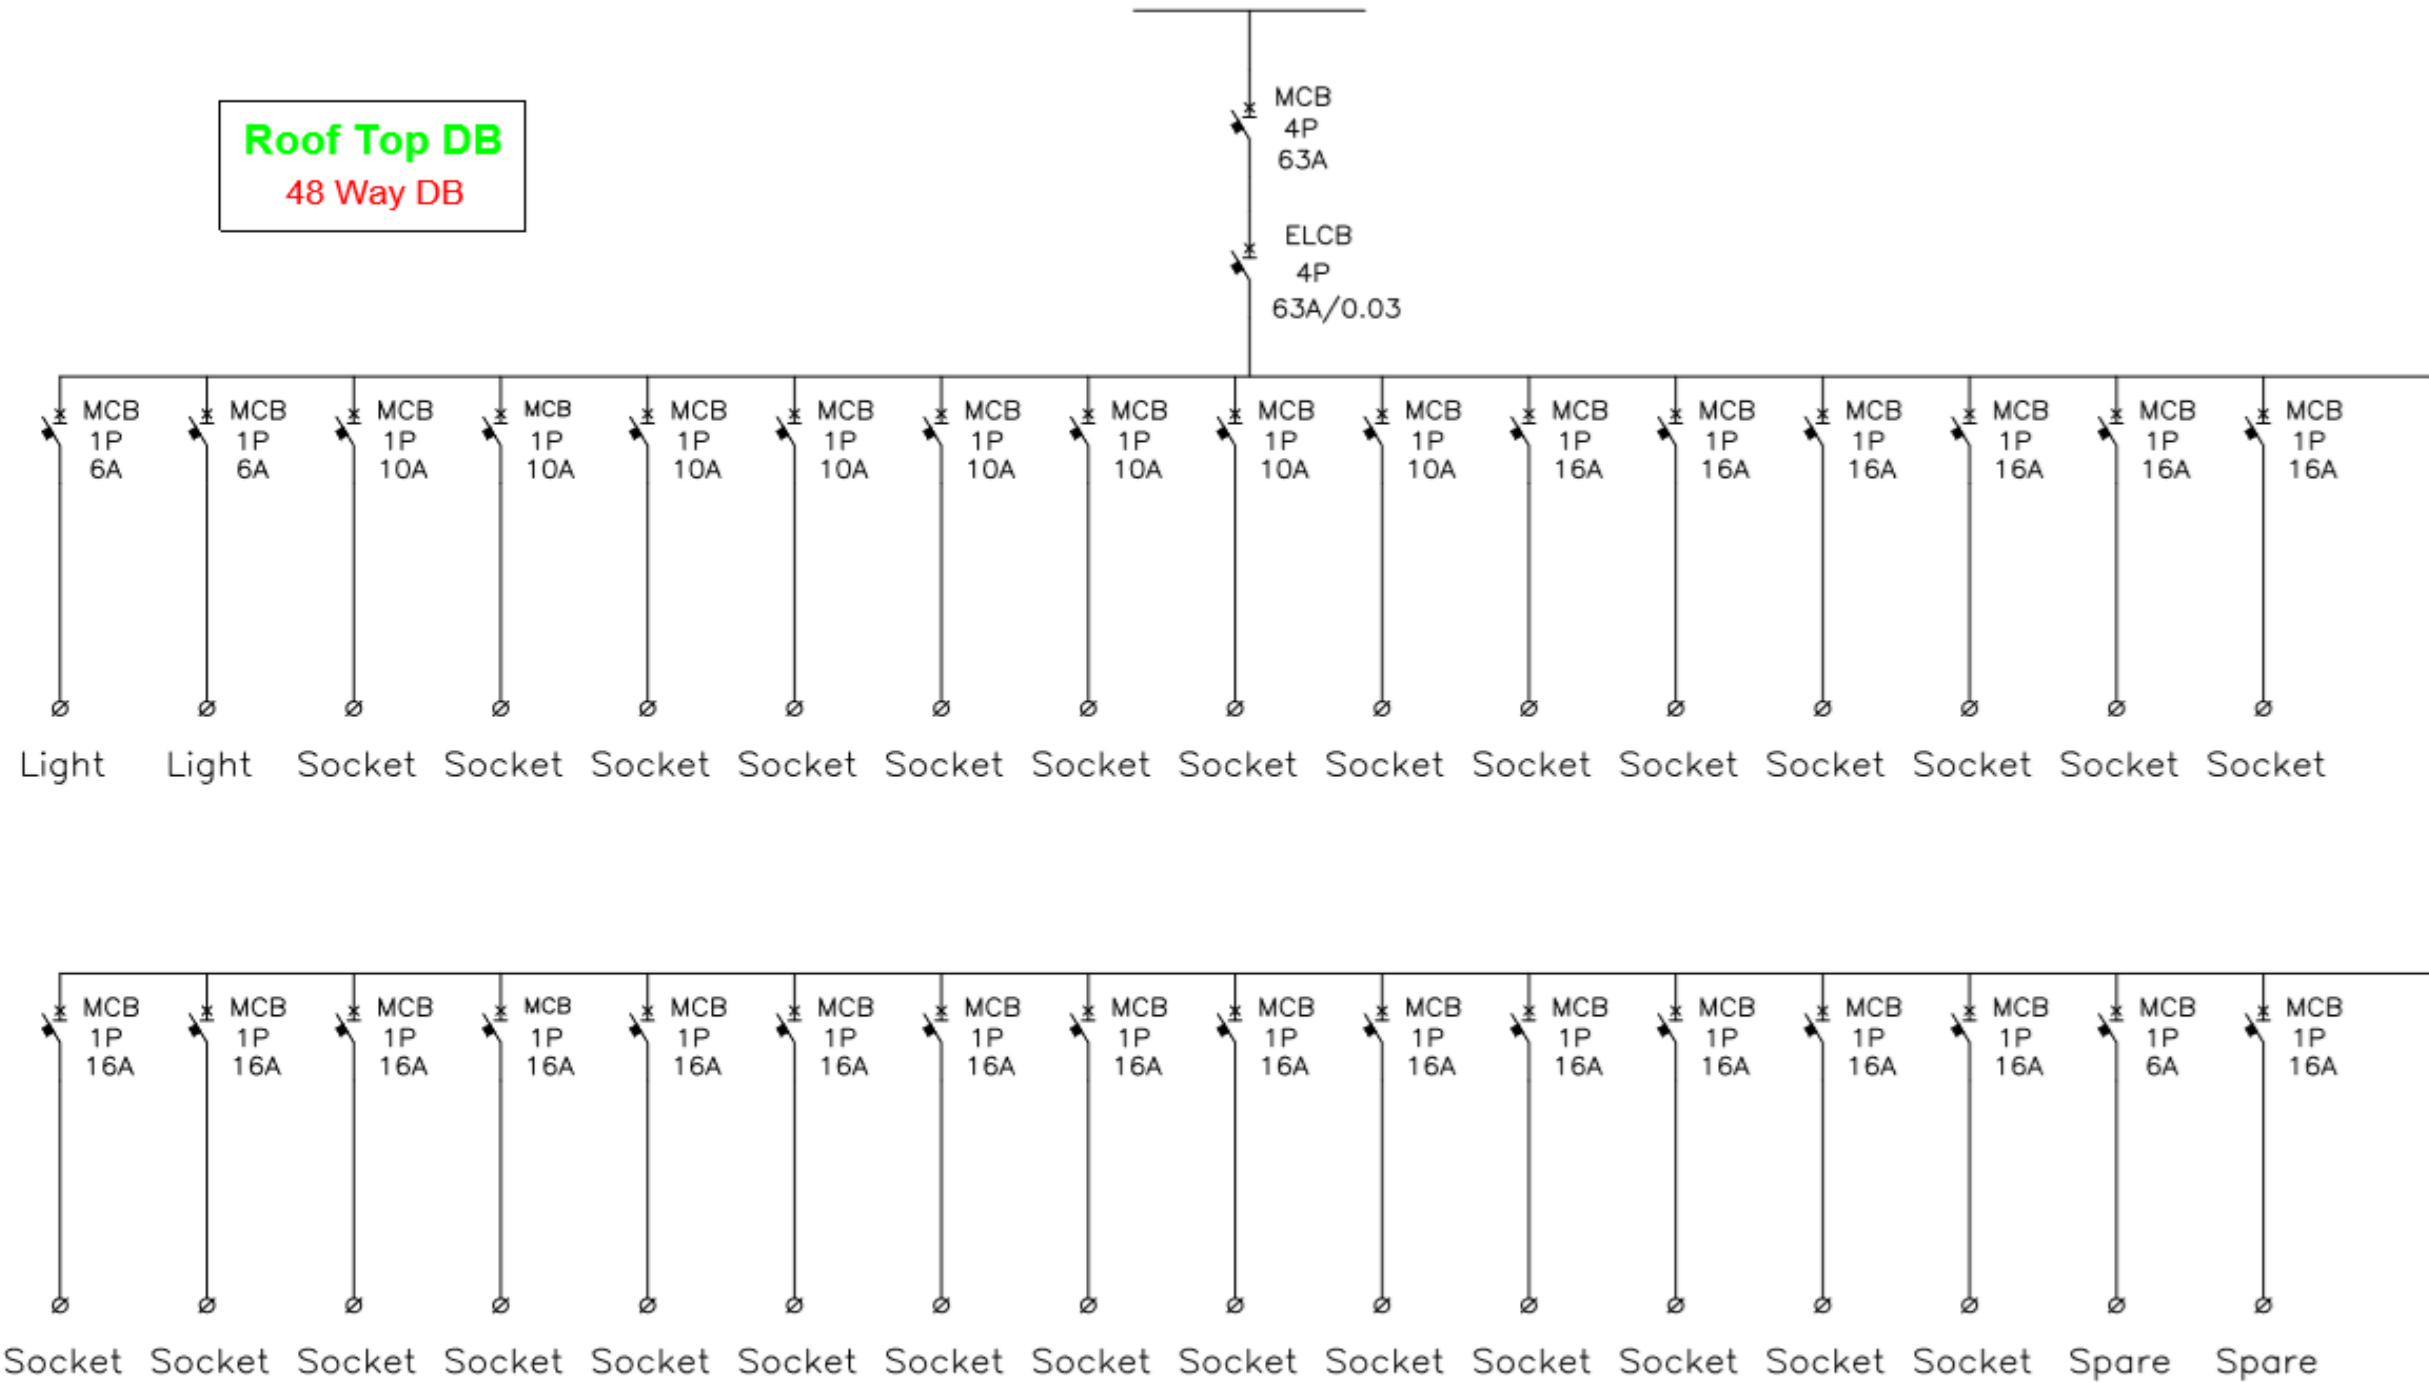 MCB
4P
63A
Roof Top DB
48 Way DB
ELCB
4P
63A/0.03
MCB MCB MCB MCB MCB MCB MCB MCB MCB MCB MCB MCB MCB MCB MCB MCB
1P 1P 1P 1P 1P 1P 1P 1P 1P 1P 1P 1P 1P 1P 1P 1P
6A 6A 10A 10A 10A 10A 10A 10A 10A 10A 16A 16A 16A 16A 16A 16A
Light Light Socket Socket Socket Socket Socket Socket Socket Socket Socket Socket Socket Socket Socket Socket
MCB MCB MCB MCB MCB MCB MCB MCB MCB MCB MCB MCB MCB MCB MCB MCB
1P 1P 1P 1P 1P 1P 1P 1P 1P 1P 1P 1P 1P 1P 1P 1P
16A 16A 16A 16A 16A 16A 16A 16A 16A 16A 16A 16A 16A 16A 6A 16A
Socket Socket Socket Socket Socket Socket Socket Socket Socket Socket Socket Socket Socket Socket Spare Spare